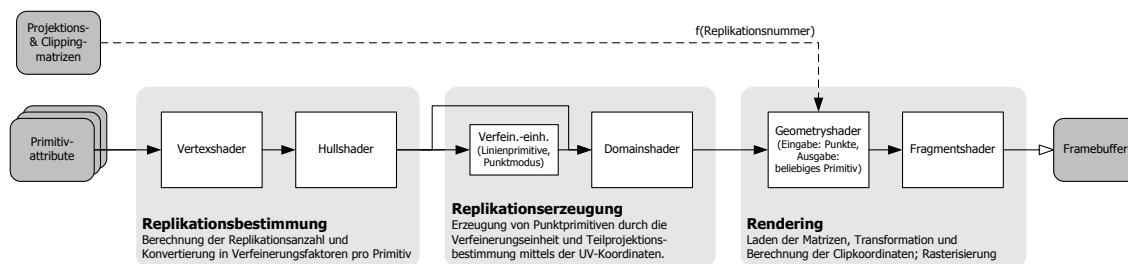 Projektions-
& Clipping-
matrizen
f(Replikationsnummer)
Primitiv-
attribute
Vertexshader
Hullshader
Verfein.-einh.
(Linienprimitive,
Punktmodus)
Domainshader
Geometryshader
(Eingabe: Punkte,
Ausgabe:
beliebiges Primitiv)
Fragmentshader
Framebuffer
Replikationsbestimmung
Berechnung der Replikationsanzahl und
Konvertierung in Verfeinerungsfaktoren pro Primitiv
Replikationserzeugung
Erzeugung von Punktprimitiven durch die
Verfeinerungseinheit und Teilprojektions-
bestimmung mittels der UV-Koordinaten.
Rendering
Laden der Matrizen, Transformation und
Berechnung der Clipkoordinaten; Rasterisierung